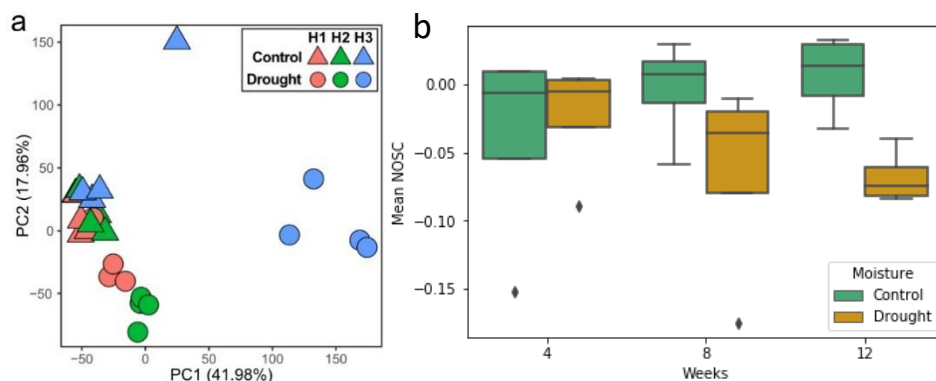 a
H1 H2 H3
Control
Drought
150
100
50
0
−50
PC2 (17.96%)
−50 0 50 100 150
PC1 (41.98%)
b
0.00
−0.05
−0.10
−0.15
Mean NOSC
Moisture
Control
Drought
4 8 12
Weeks